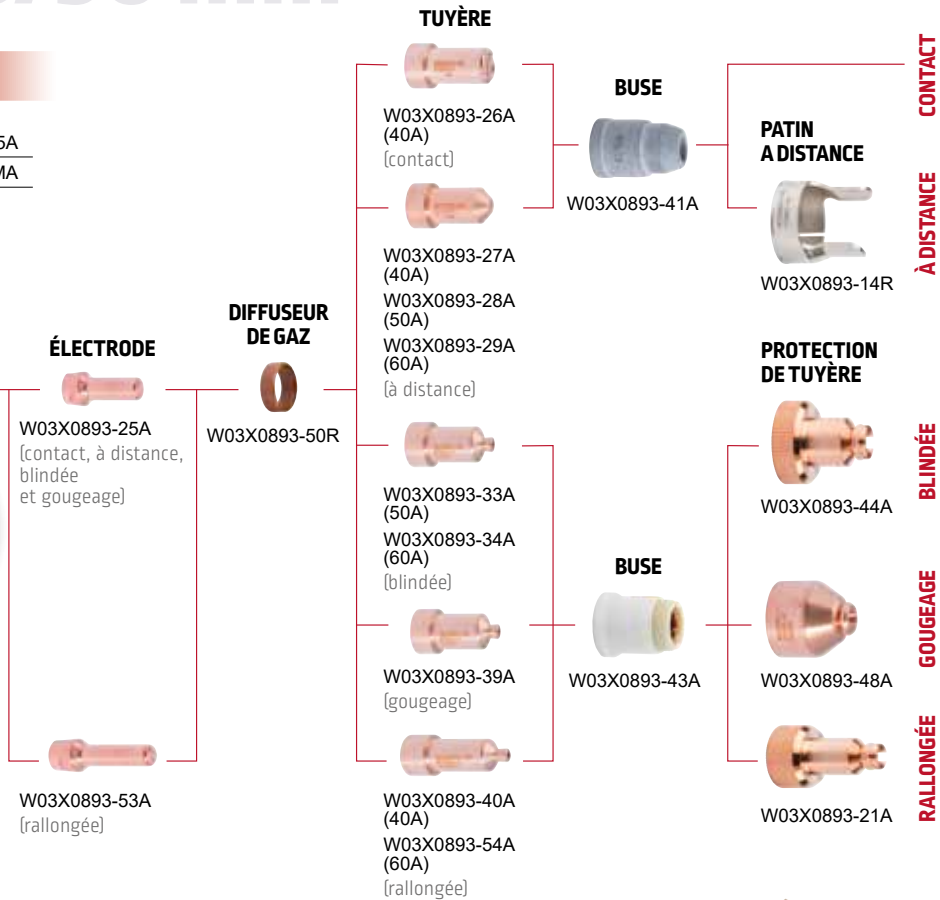 TUYÈRE
W03X0893-26A
(40A)
(contact)
W03X0893-27A
(40A)
W03X0893-28A
(50A)
W03X0893-29A
(60A)
(à distance)
W03X0893-33A
(50A)
W03X0893-34A
(60A)
(blindée)
W03X0893-39A
(gougeage)
W03X0893-40A
(40A)
W03X0893-54A
(60A)
(rallongée)
BUSE
W03X0893-41A
PATIN
A DISTANCE
W03X0893-14R
CONTACT
À DISTANCE
DIFFUSEUR
DE GAZ
W03X0893-50R
ÉLECTRODE
W03X0893-25A
(contact, à distance,
blindée
et gougeage)
W03X0893-53A
(rallongée)
BUSE
W03X0893-43A
PROTECTION
DE TUYÈRE
W03X0893-44A
W03X0893-48A
W03X0893-21A
BLINDÉE
GOUGEAGE
RALLONGÉE